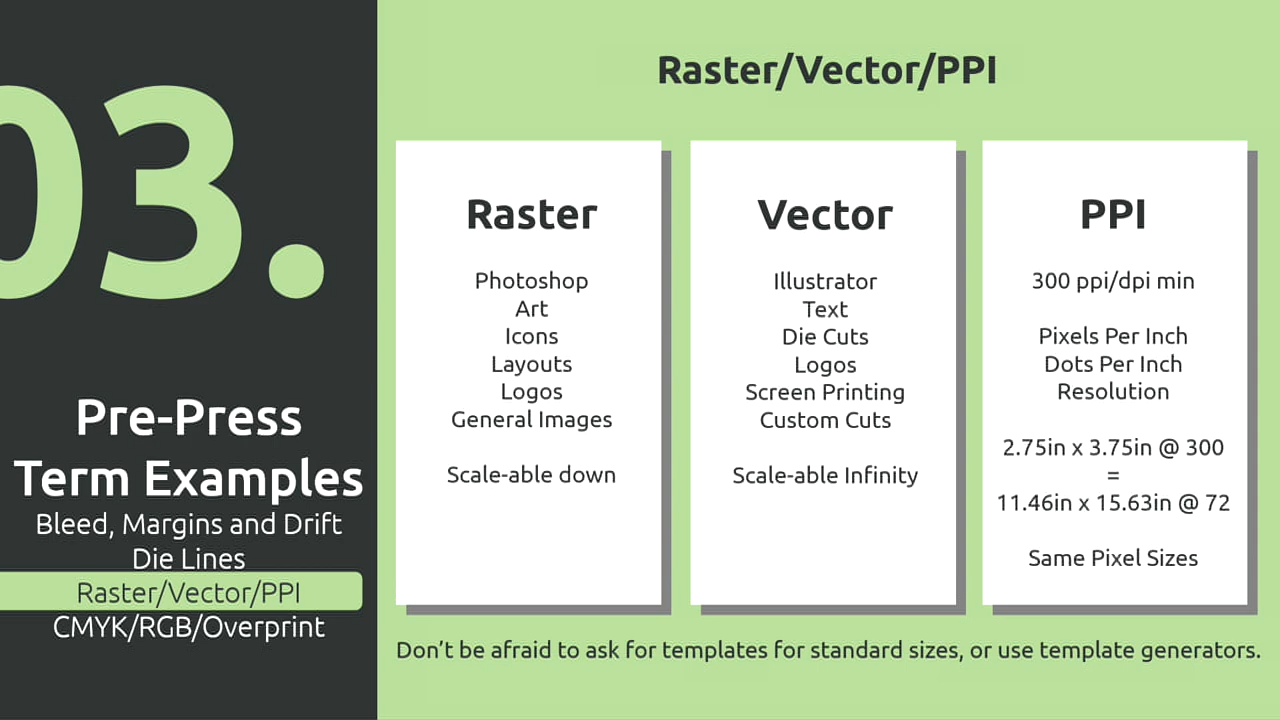 03.
Pre-Press
Term Examples
Bleed, Margins and Drift
Die Lines
Raster/Vector/PPI
CMYK/RGB/Overprint
Raster/Vector/PPI
Raster
Photoshop
Art
Icons
Layouts
Logos
General Images
Scale-able down
Vector
Illustrator
Text
Die Cuts
Logos
Screen Printing
Custom Cuts
Scale-able Infinity
PPI
300 ppi/dpi min
Pixels Per Inch
Dots Per Inch
Resolution
2.75in x 3.75in @ 300
=
11.46in x 15.63in @ 72
Same Pixel Sizes
Don’t be afraid to ask for templates for standard sizes, or use template generators.